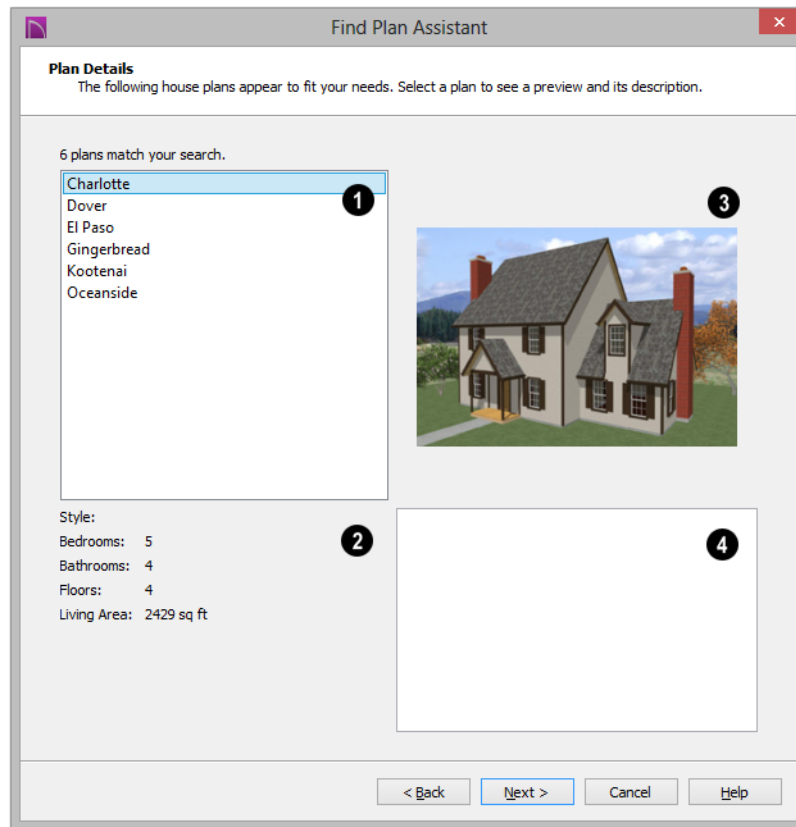 Find Plan Assistant
Plan Details
The following house plans appear to fit your needs. Select a plan to see a preview and its description.
6 plans match your search.
Charlotte
1
Dover
El Paso
Gingerbread
Kootenai
Oceanside
3
Style:
Bedrooms: 5
2
Bathrooms: 4
Floors: 4
Living Area: 2429 sq ft
4
< Back
Next >
Cancel
Help